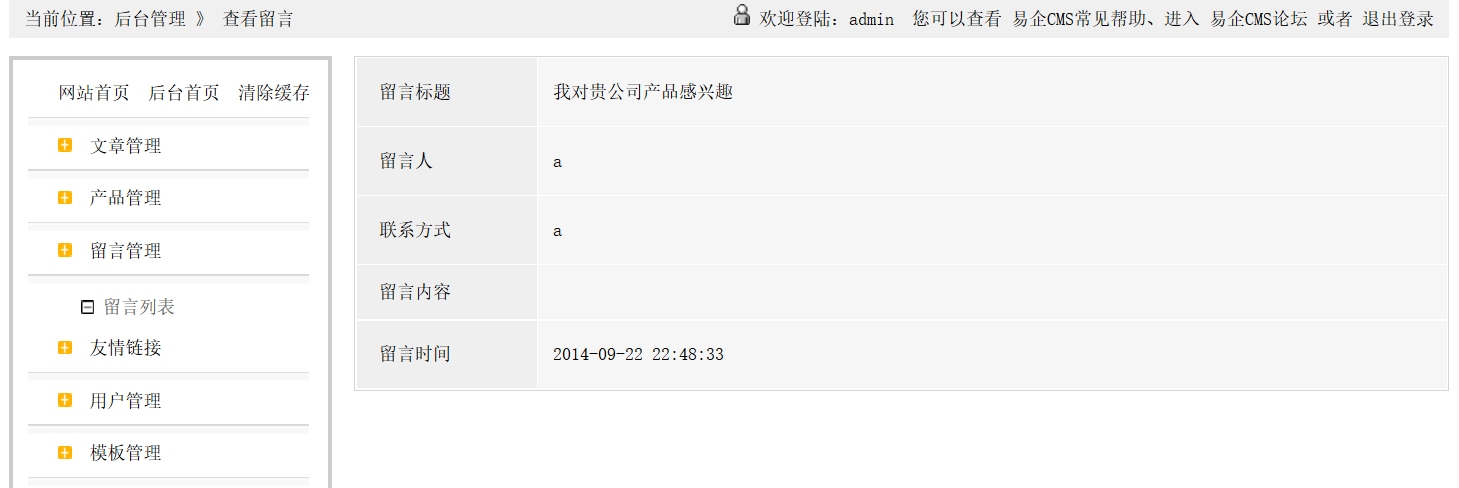 当前位置: 后台管理 》 查看留言
欢迎登陆: admin 您可以查看 易企CMS常见帮助、进入 易企CMS论坛 或者 退出登录
网站首页 后台首页 清除缓存
文章管理
产品管理
留言管理
留言列表
友情链接
用户管理
模板管理
留言标题 我对贵公司产品感兴趣
留言人 a
联系方式 a
留言内容
留言时间 2014-09-22 22:48:33